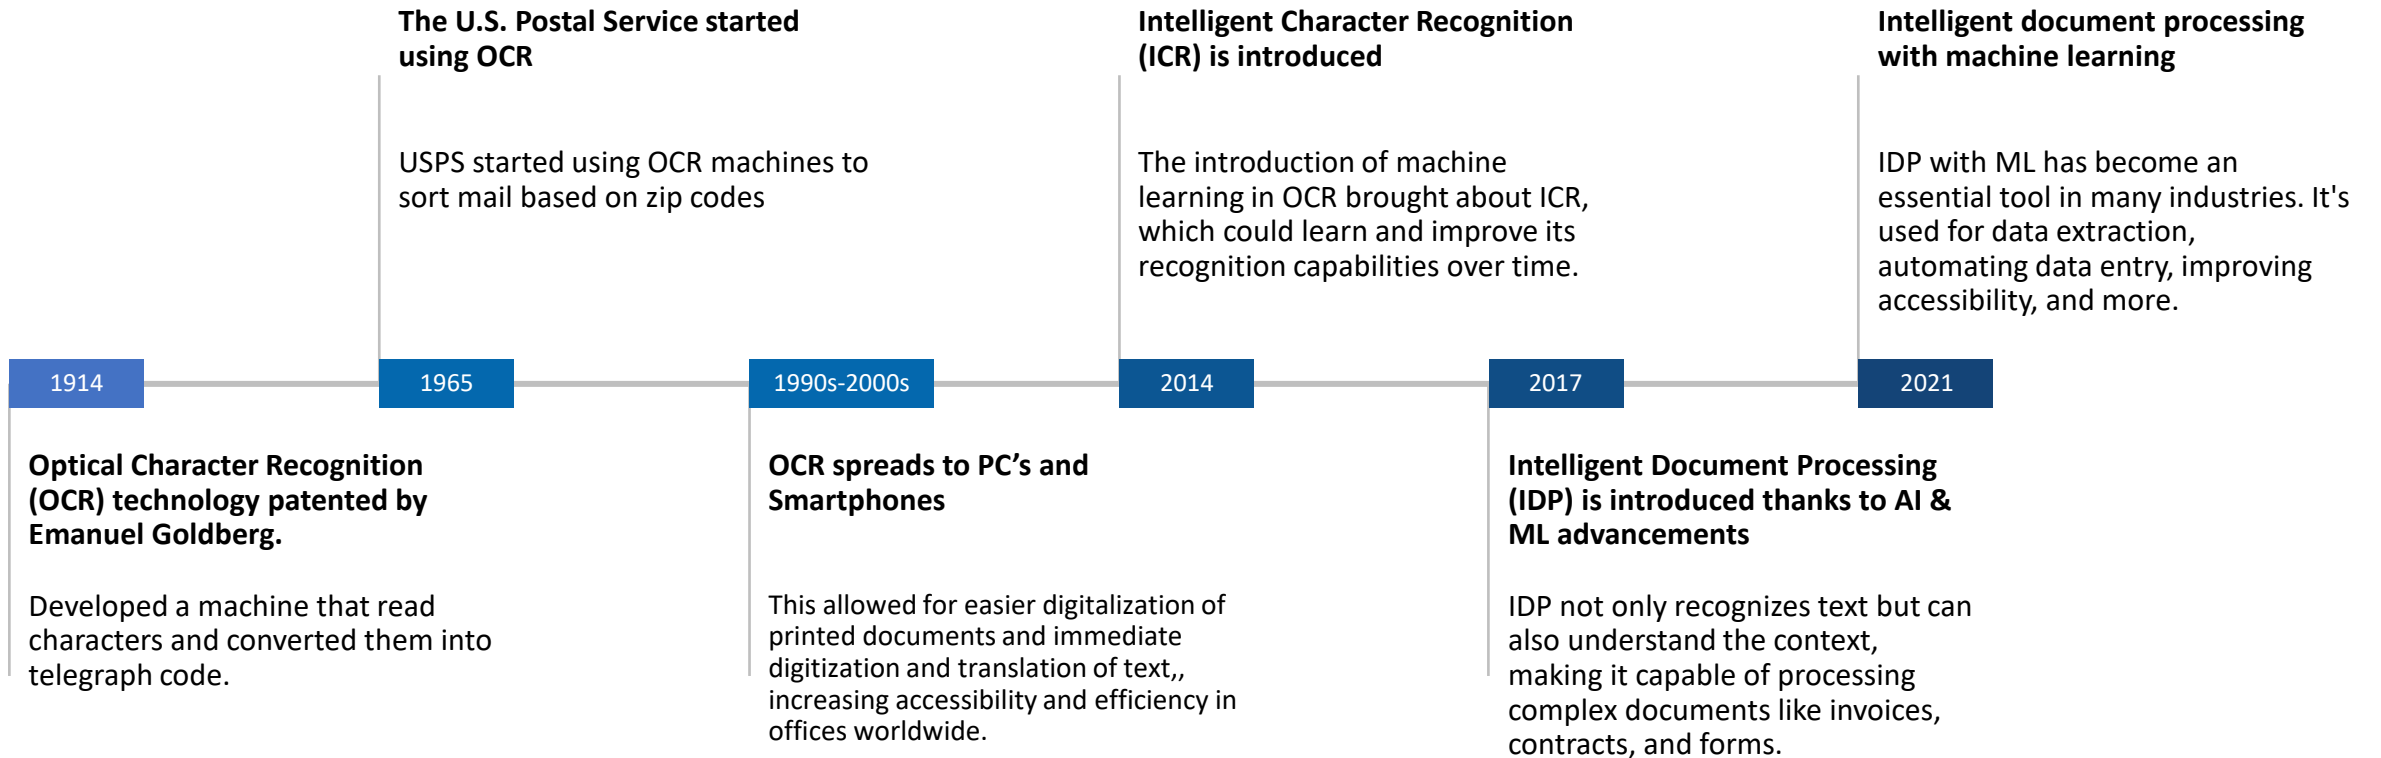 The U.S. Postal Service started
using OCR
USPS started using OCR machines to
sort mail based on zip codes
Intelligent Character Recognition
(ICR) is introduced
The introduction of machine
learning in OCR brought about ICR,
which could learn and improve its
recognition capabilities over time.
Intelligent document processing
with machine learning
IDP with ML has become an
essential tool in many industries. It's
used for data extraction,
automating data entry, improving
accessibility, and more.
1914
1965
1990s-2000s
2014
2017
2021
Optical Character Recognition
(OCR) technology patented by
Emanuel Goldberg.
Developed a machine that read
characters and converted them into
telegraph code.
OCR spreads to PC’s and
Smartphones
This allowed for easier digitalization of
printed documents and immediate
digitization and translation of text,,
increasing accessibility and efficiency in
offices worldwide.
Intelligent Document Processing
(IDP) is introduced thanks to AI &
ML advancements
IDP not only recognizes text but can
also understand the context,
making it capable of processing
complex documents like invoices,
contracts, and forms.